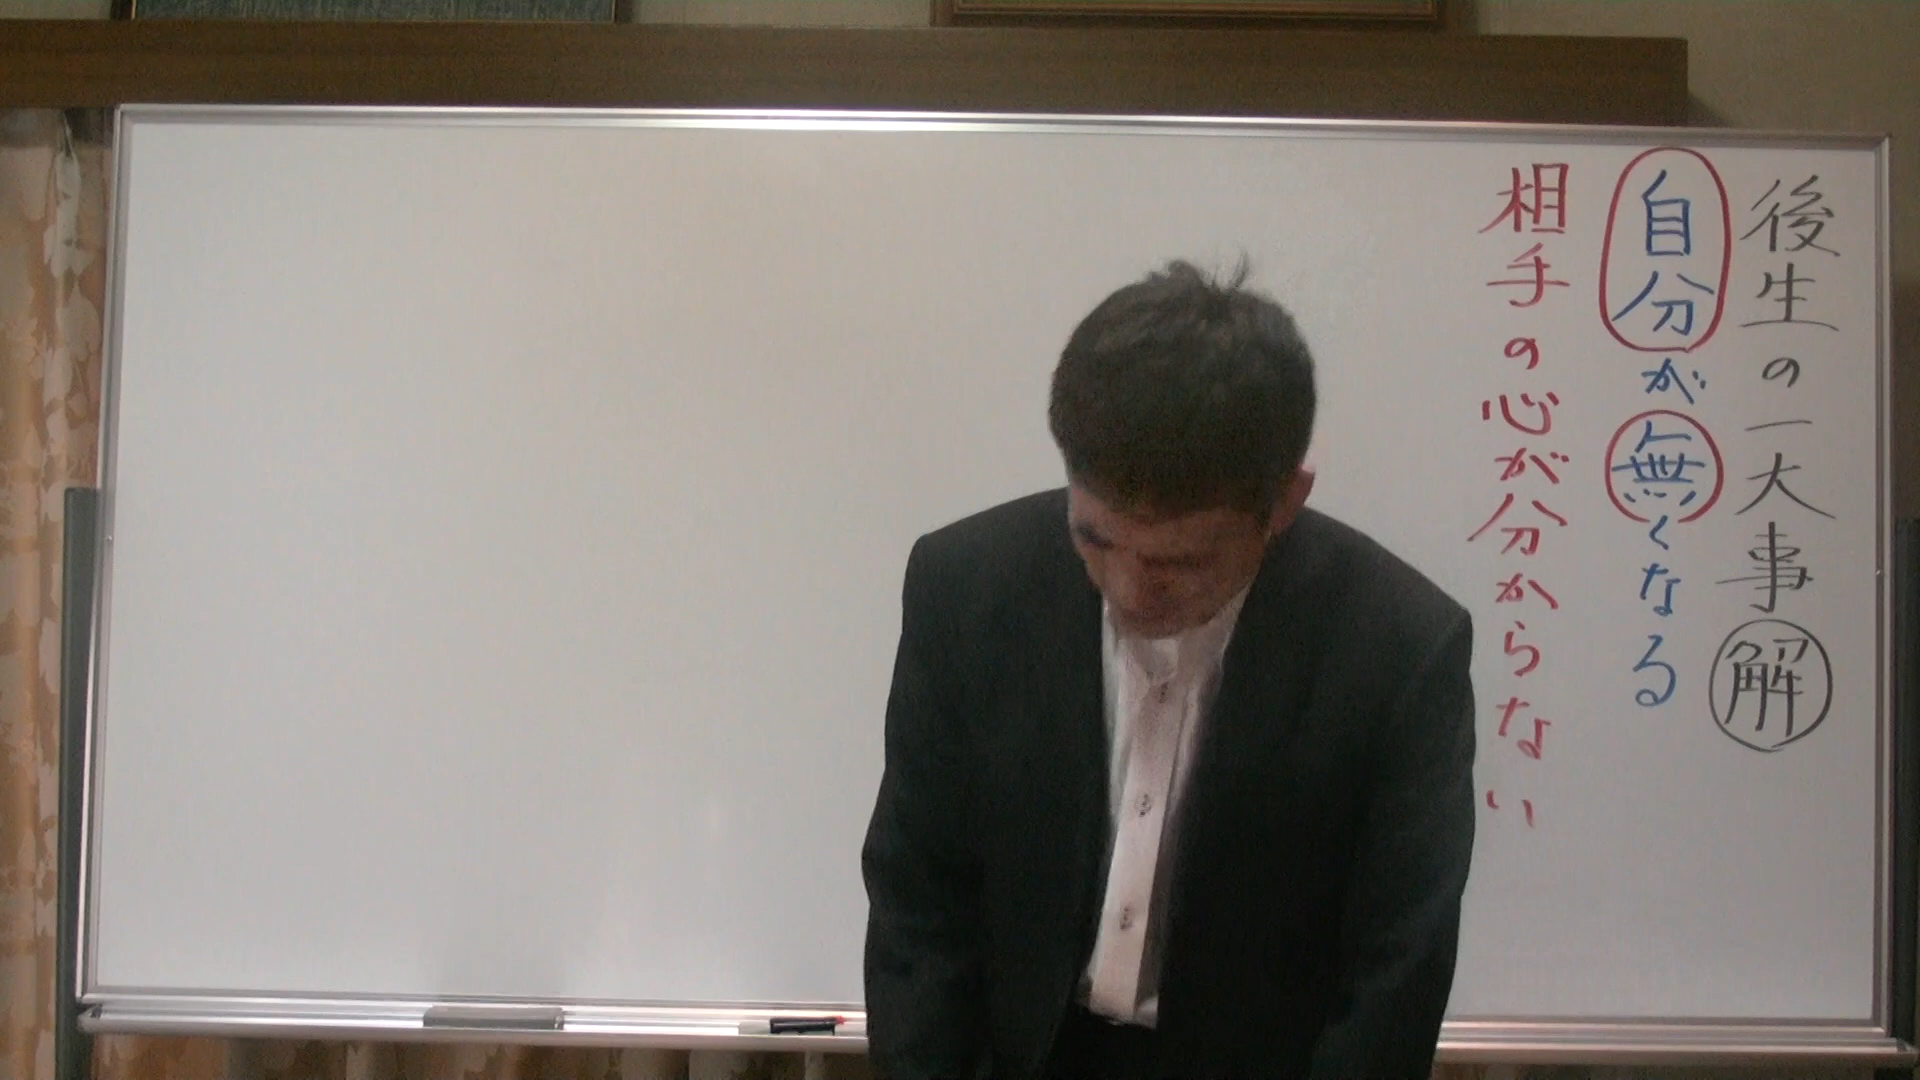 後生の一大事解
自分が無くなる
相手の心が分からない